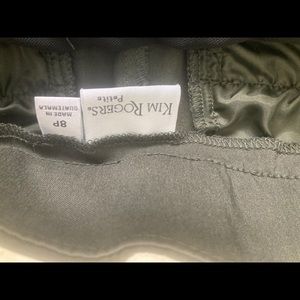 KIM ROGERS®
Petite
8P
MADE IN
GUATEMALA